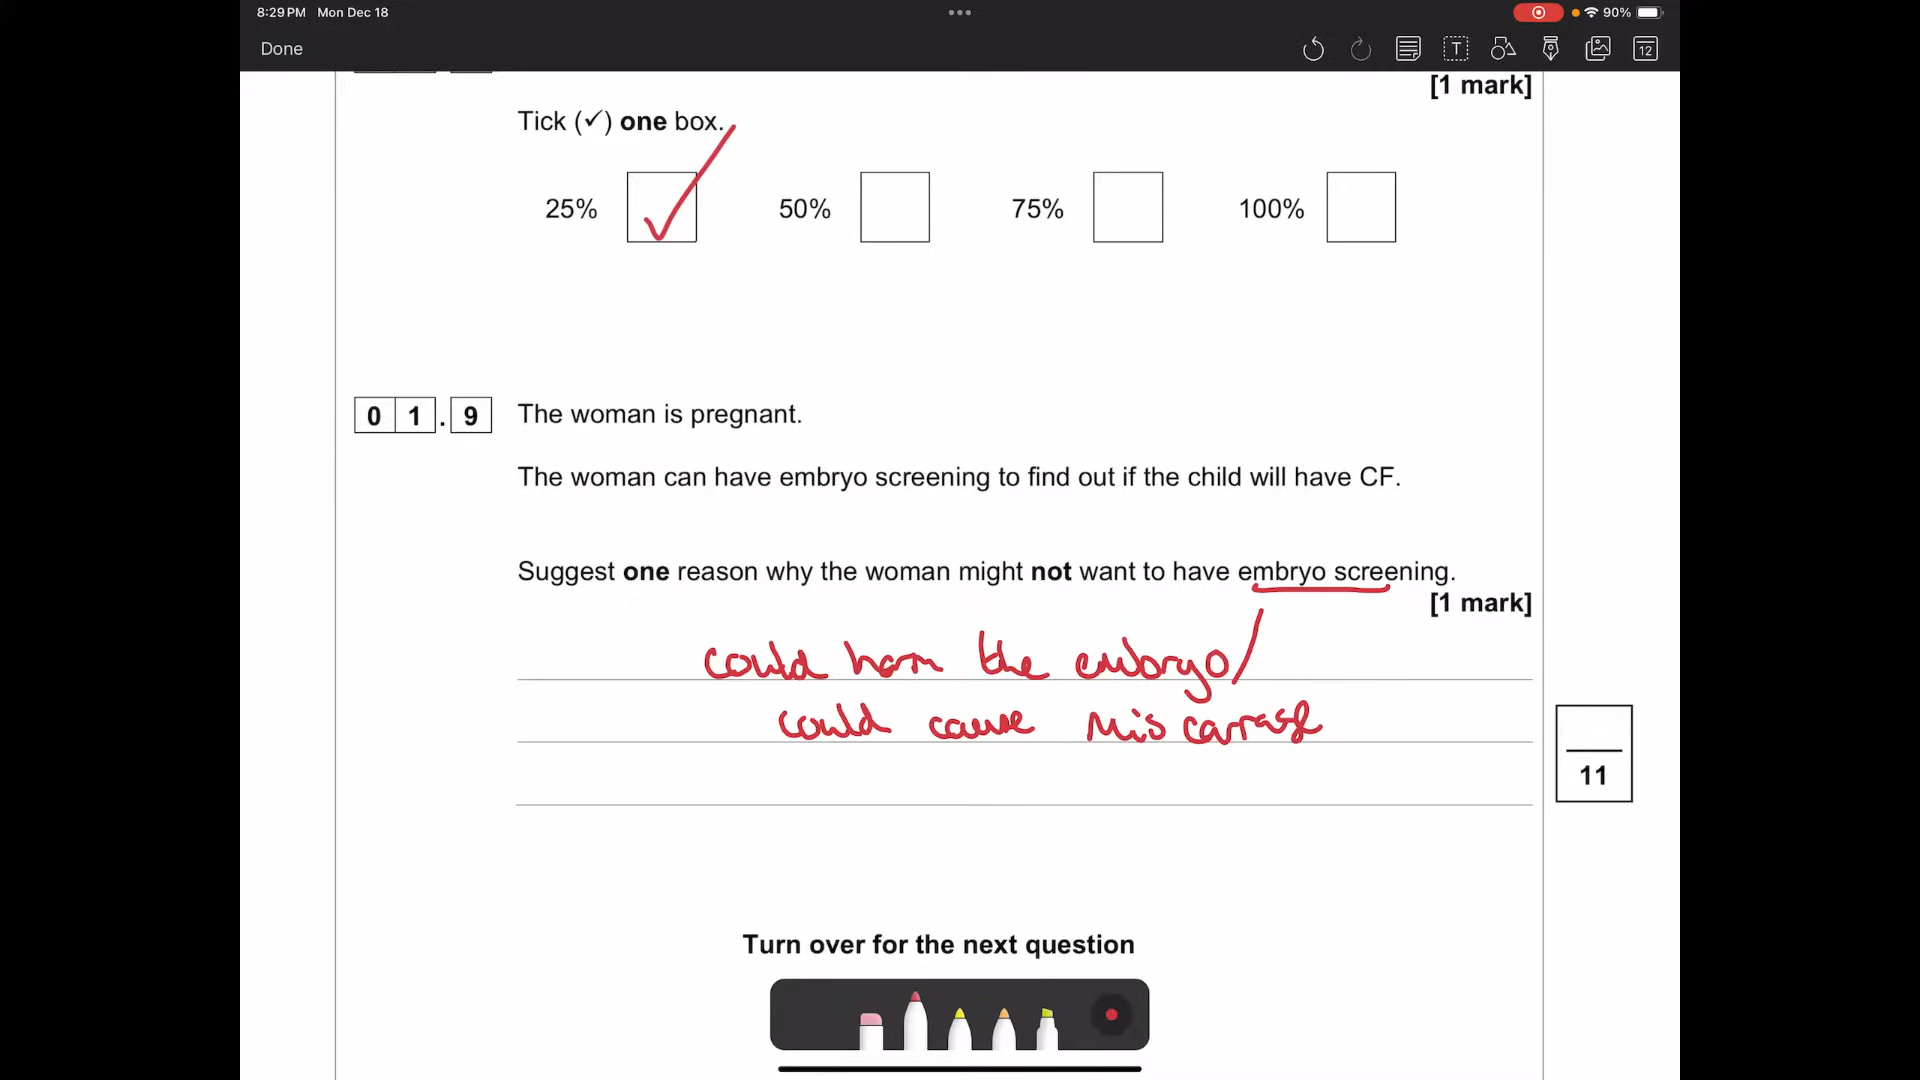 8:29 PM Mon Dec 18
90%
Done
T
12
[1 mark]
Tick (✓) one box.
25% 50% 75% 100%
0 1 . 9 The woman is pregnant.
The woman can have embryo screening to find out if the child will have CF.
Suggest one reason why the woman might not want to have embryo screening.
[1 mark]
could harm the embryo/
could cause Mis carrage
11
Turn over for the next question